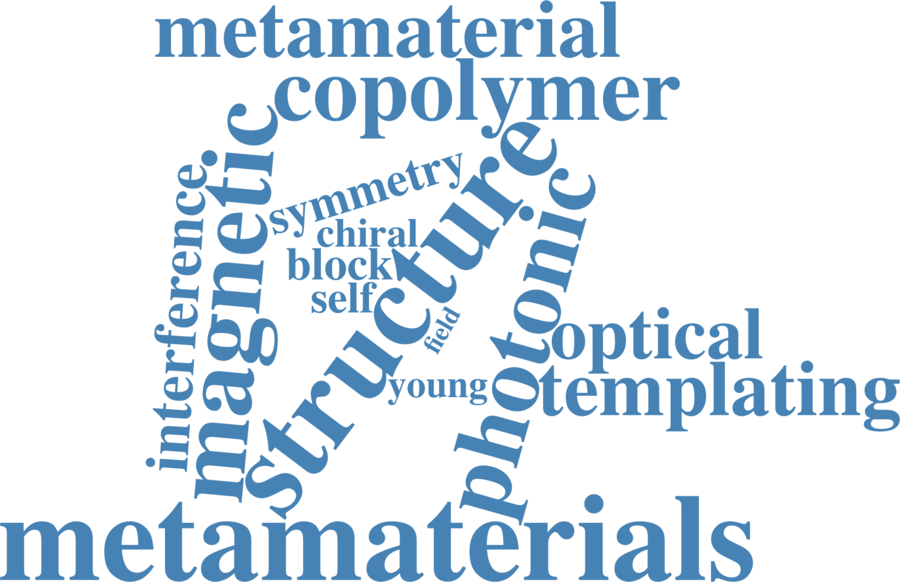 metamaterial
copolymer
magnetic
interference
symmetry
structure
chiral
block
self
photonic
field
optical
young
templating
metamaterials